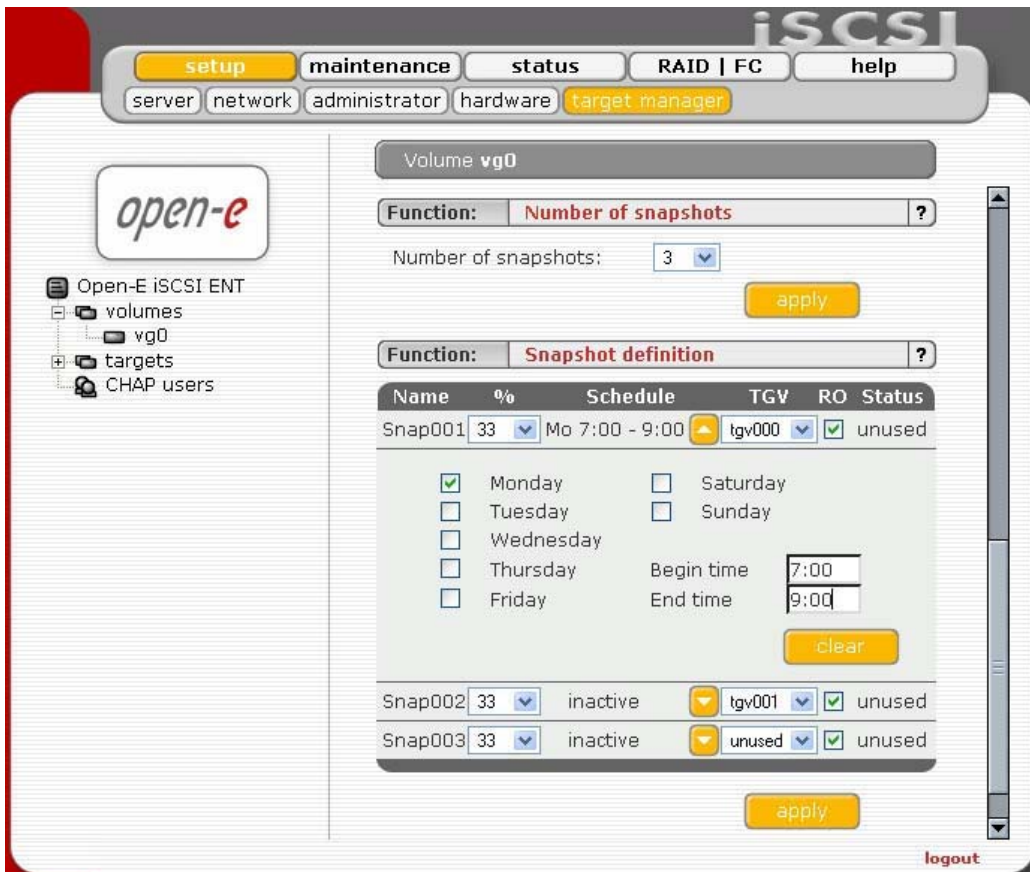 iSCSI
setup maintenance status RAID | FC help
server network administrator hardware target manager
open-e
Open-E iSCSI ENT
volumes
vg0
targets
CHAP users
Volume vg0
Function: Number of snapshots ?
Number of snapshots: 3
apply
Function: Snapshot definition ?
Name % Schedule TGV RO Status
Snap001 33 Mo 7:00 - 9:00 tgv000 unused
Monday Saturday
Tuesday Sunday
Wednesday
Thursday Begin time 7:00
Friday End time 9:00
clear
Snap002 33 inactive tgv001 unused
Snap003 33 inactive unused unused
apply
logout